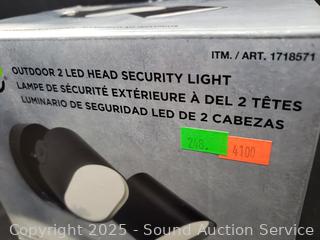 ITM. / ART. 1718571
OUTDOOR 2 LED HEAD SECURITY LIGHT
LAMPE DE SÉCURITÉ EXTÉRIEURE À DEL 2 TÊTES
LUMINARIO DE SEGURIDAD LED DE 2 CABEZAS
248.
4100
Copyright © 2025 - Sound Auction Service